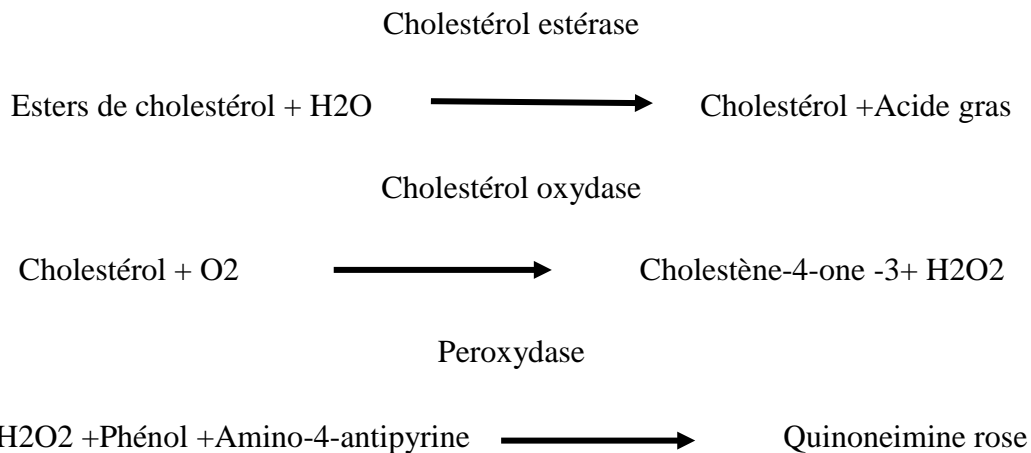 Cholestérol estérase
Esters de cholestérol + H2O Cholestérol +Acide gras
Cholestérol oxydase
Cholestérol + O2 Cholestène-4-one -3+ H2O2
Peroxydase
H2O2 +Phénol +Amino-4-antipyrine Quinoneimine rose